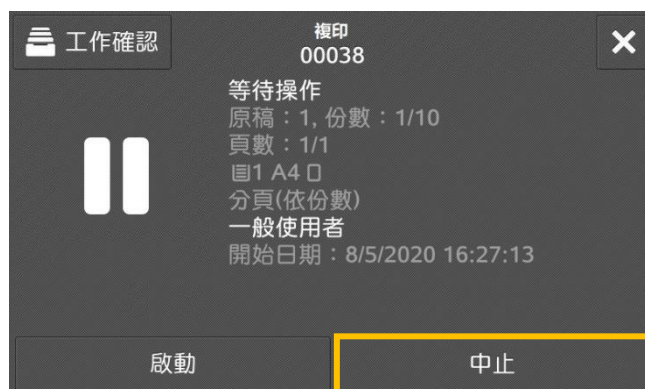 工作確認
複印
00038
等待操作
原稿：1, 份數：1/10
頁數：1/1
1 A4
分頁(依份數)
一般使用者
開始日期：8/5/2020 16:27:13
啟動
中止